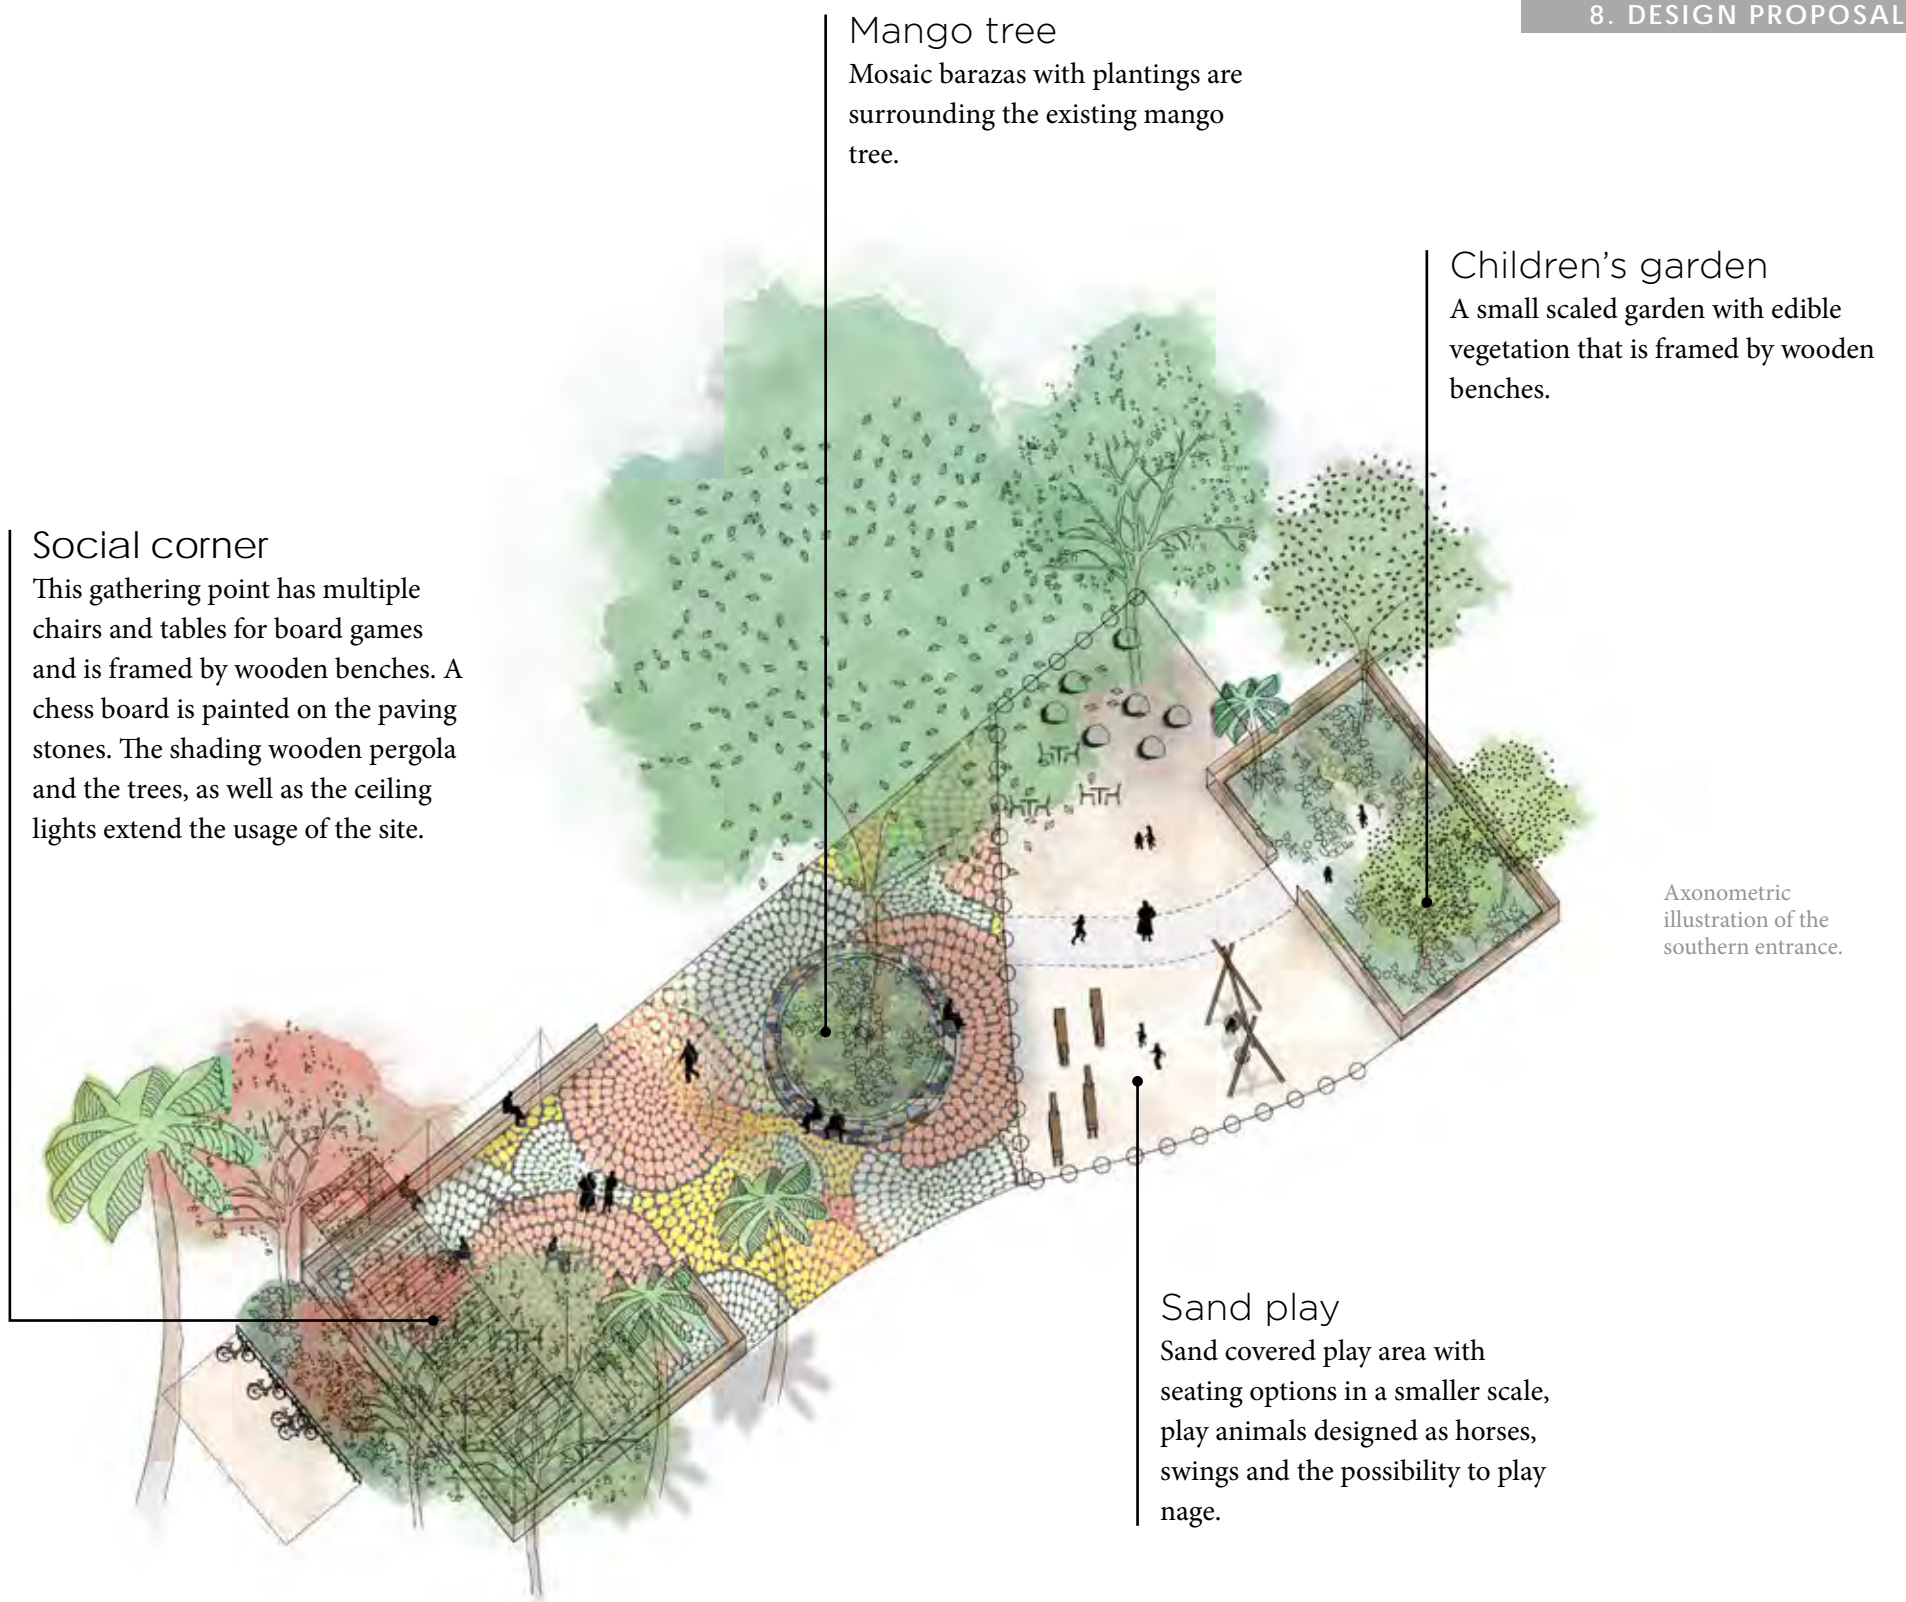 8. DESIGN PROPOSAL
Mango tree
Mosaic barazas with plantings are
surrounding the existing mango
tree.
Children’s garden
A small scaled garden with edible
vegetation that is framed by wooden
benches.
Social corner
This gathering point has multiple
chairs and tables for board games
and is framed by wooden benches. A
chess board is painted on the paving
stones. The shading wooden pergola
and the trees, as well as the ceiling
lights extend the usage of the site.
Axonometric
illustration of the
southern entrance.
Sand play
Sand covered play area with
seating options in a smaller scale,
play animals designed as horses,
swings and the possibility to play
nage.